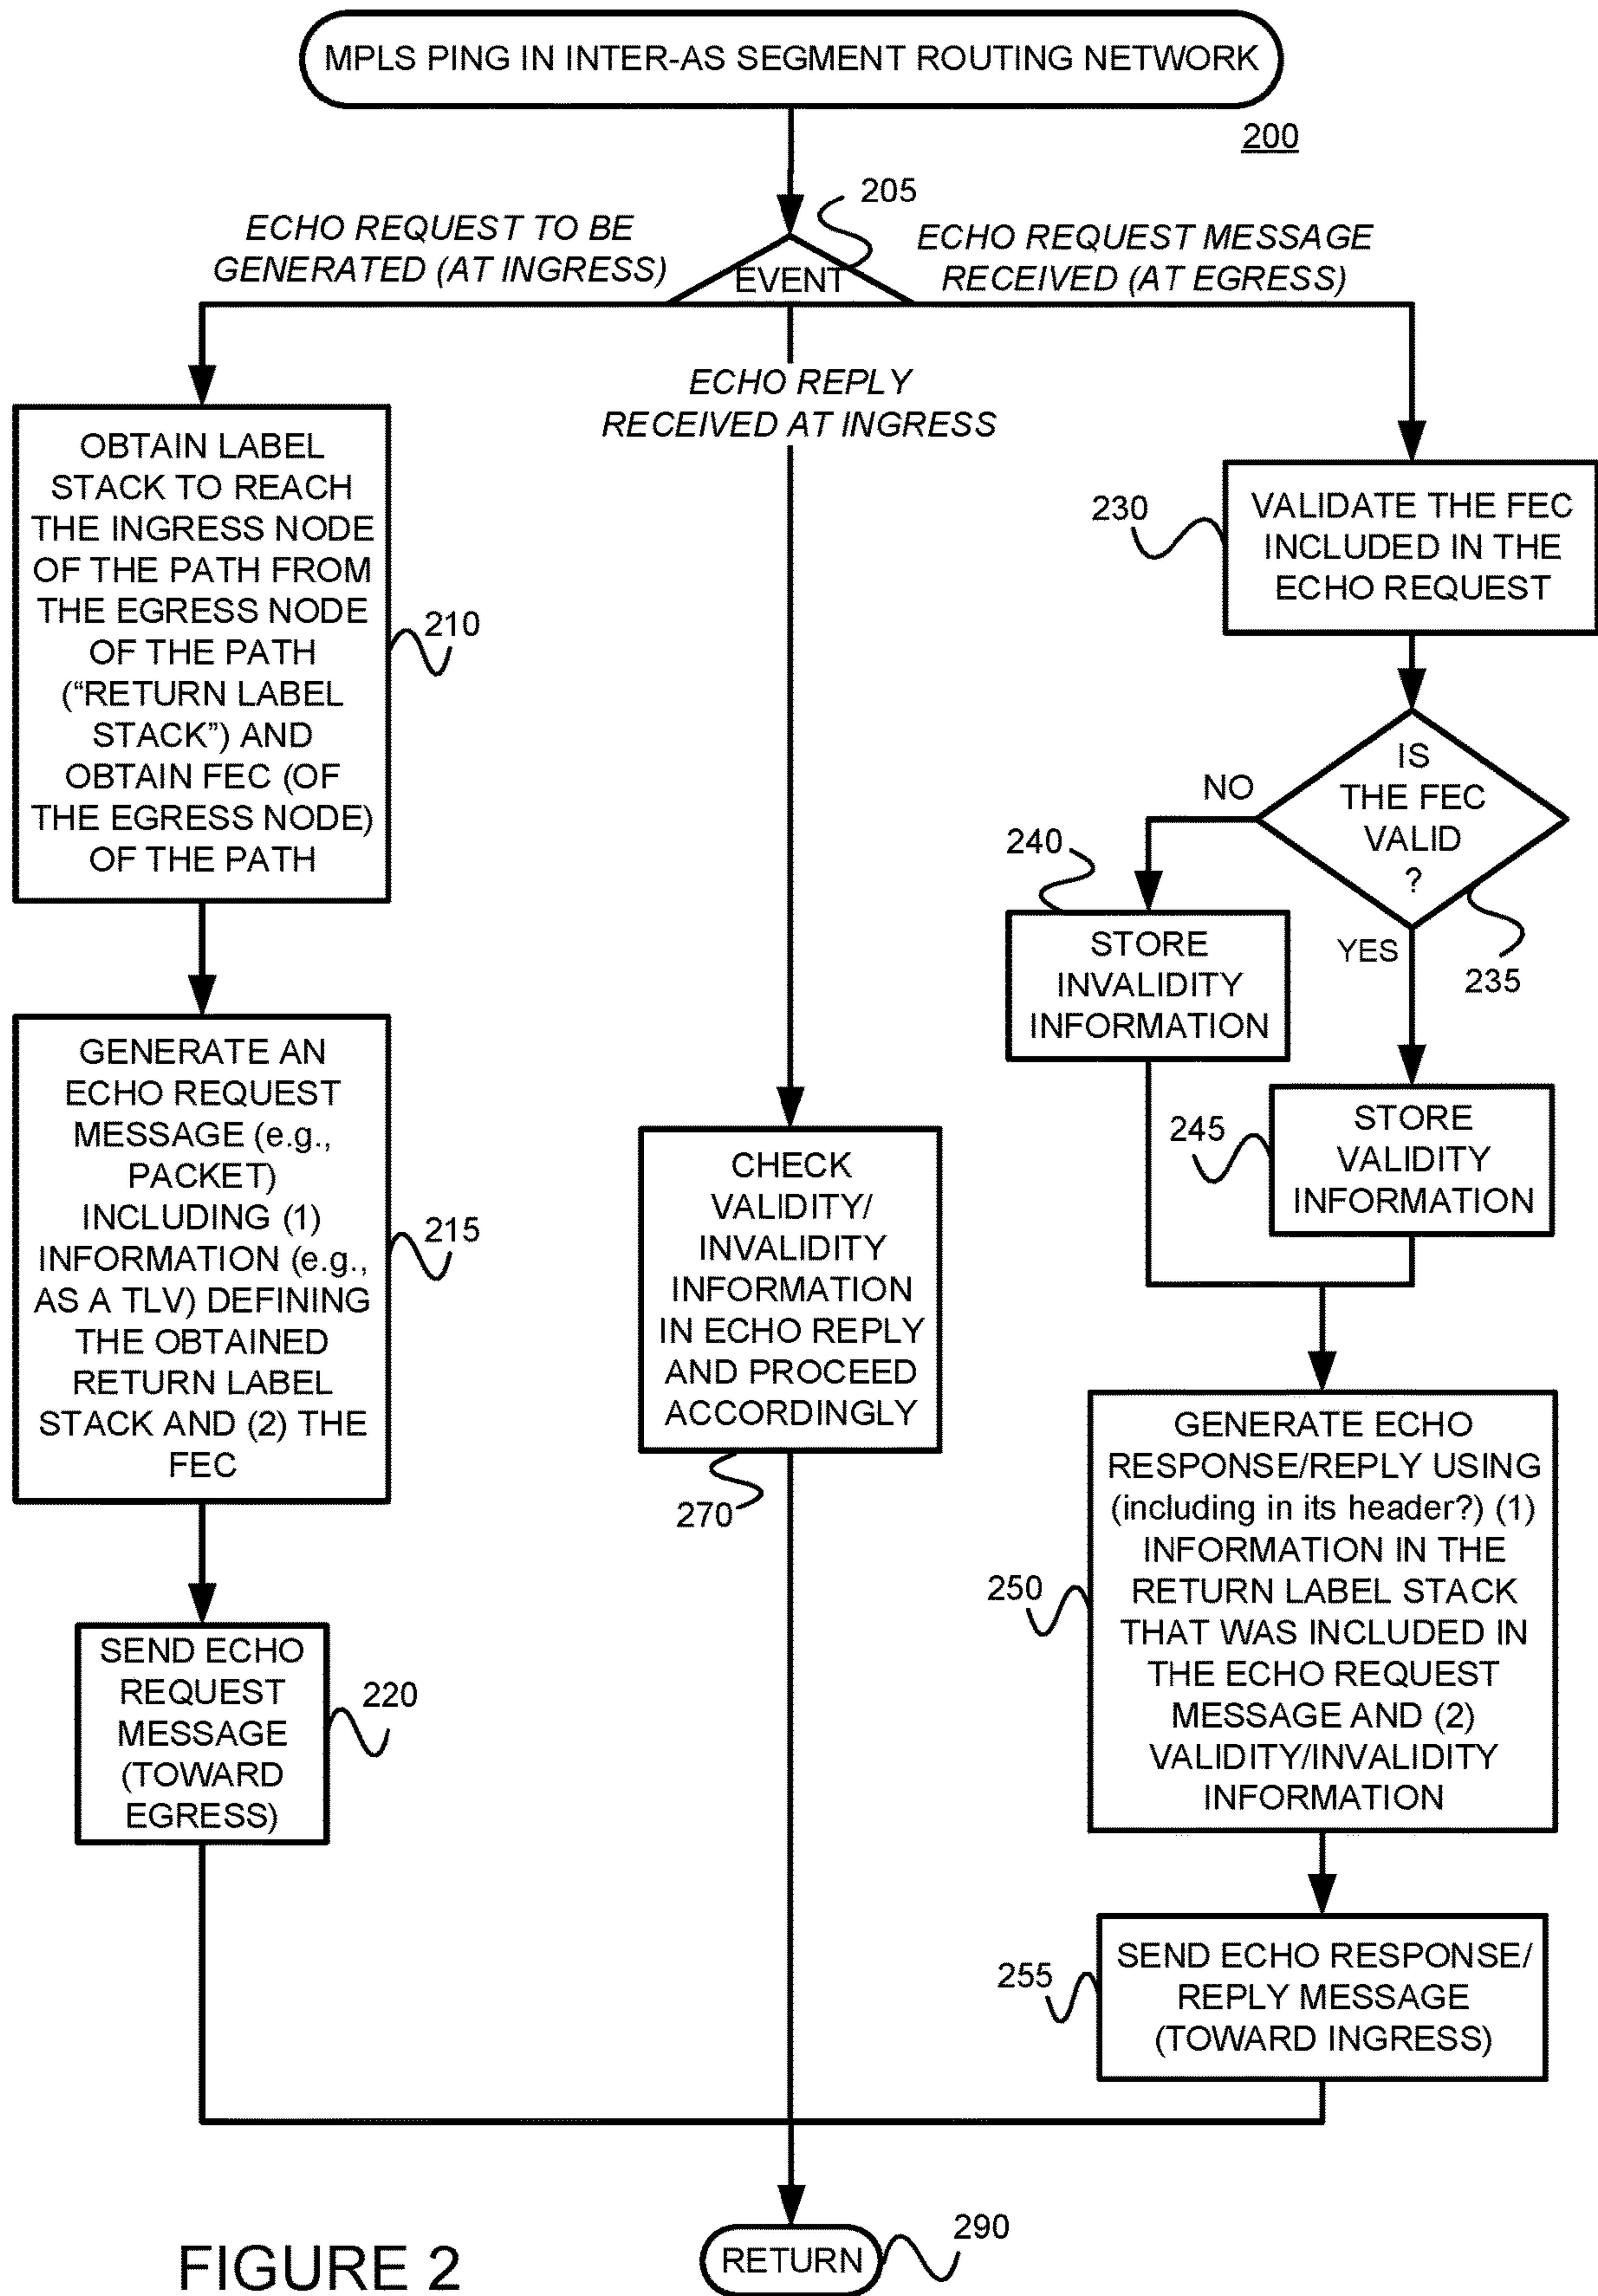 MPLS PING IN INTER-AS SEGMENT ROUTING NETWORK
200
205
ECHO REQUEST TO BE
GENERATED (AT INGRESS)
EVENT
ECHO REQUEST MESSAGE
RECEIVED (AT EGRESS)
ECHO REPLY
RECEIVED AT INGRESS
OBTAIN LABEL
STACK TO REACH
THE INGRESS NODE
OF THE PATH FROM
THE EGRESS NODE
OF THE PATH
(“RETURN LABEL
STACK”) AND
OBTAIN FEC (OF
THE EGRESS NODE)
OF THE PATH
210
GENERATE AN
ECHO REQUEST
MESSAGE (e.g.,
PACKET)
INCLUDING (1)
INFORMATION (e.g.,
AS A TLV) DEFINING
THE OBTAINED
RETURN LABEL
STACK AND (2) THE
FEC
215
SEND ECHO
REQUEST
MESSAGE
(TOWARD
EGRESS)
220
CHECK
VALIDITY/
INVALIDITY
INFORMATION
IN ECHO REPLY
AND PROCEED
ACCORDINGLY
270
230
VALIDATE THE FEC
INCLUDED IN THE
ECHO REQUEST
IS
THE FEC
VALID
?
NO
YES
235
240
STORE
INVALIDITY
INFORMATION
245
STORE
VALIDITY
INFORMATION
250
GENERATE ECHO
RESPONSE/REPLY USING
(including in its header?) (1)
INFORMATION IN THE
RETURN LABEL STACK
THAT WAS INCLUDED IN
THE ECHO REQUEST
MESSAGE AND (2)
VALIDITY/INVALIDITY
INFORMATION
255
SEND ECHO RESPONSE/
REPLY MESSAGE
(TOWARD INGRESS)
RETURN
290
FIGURE 2